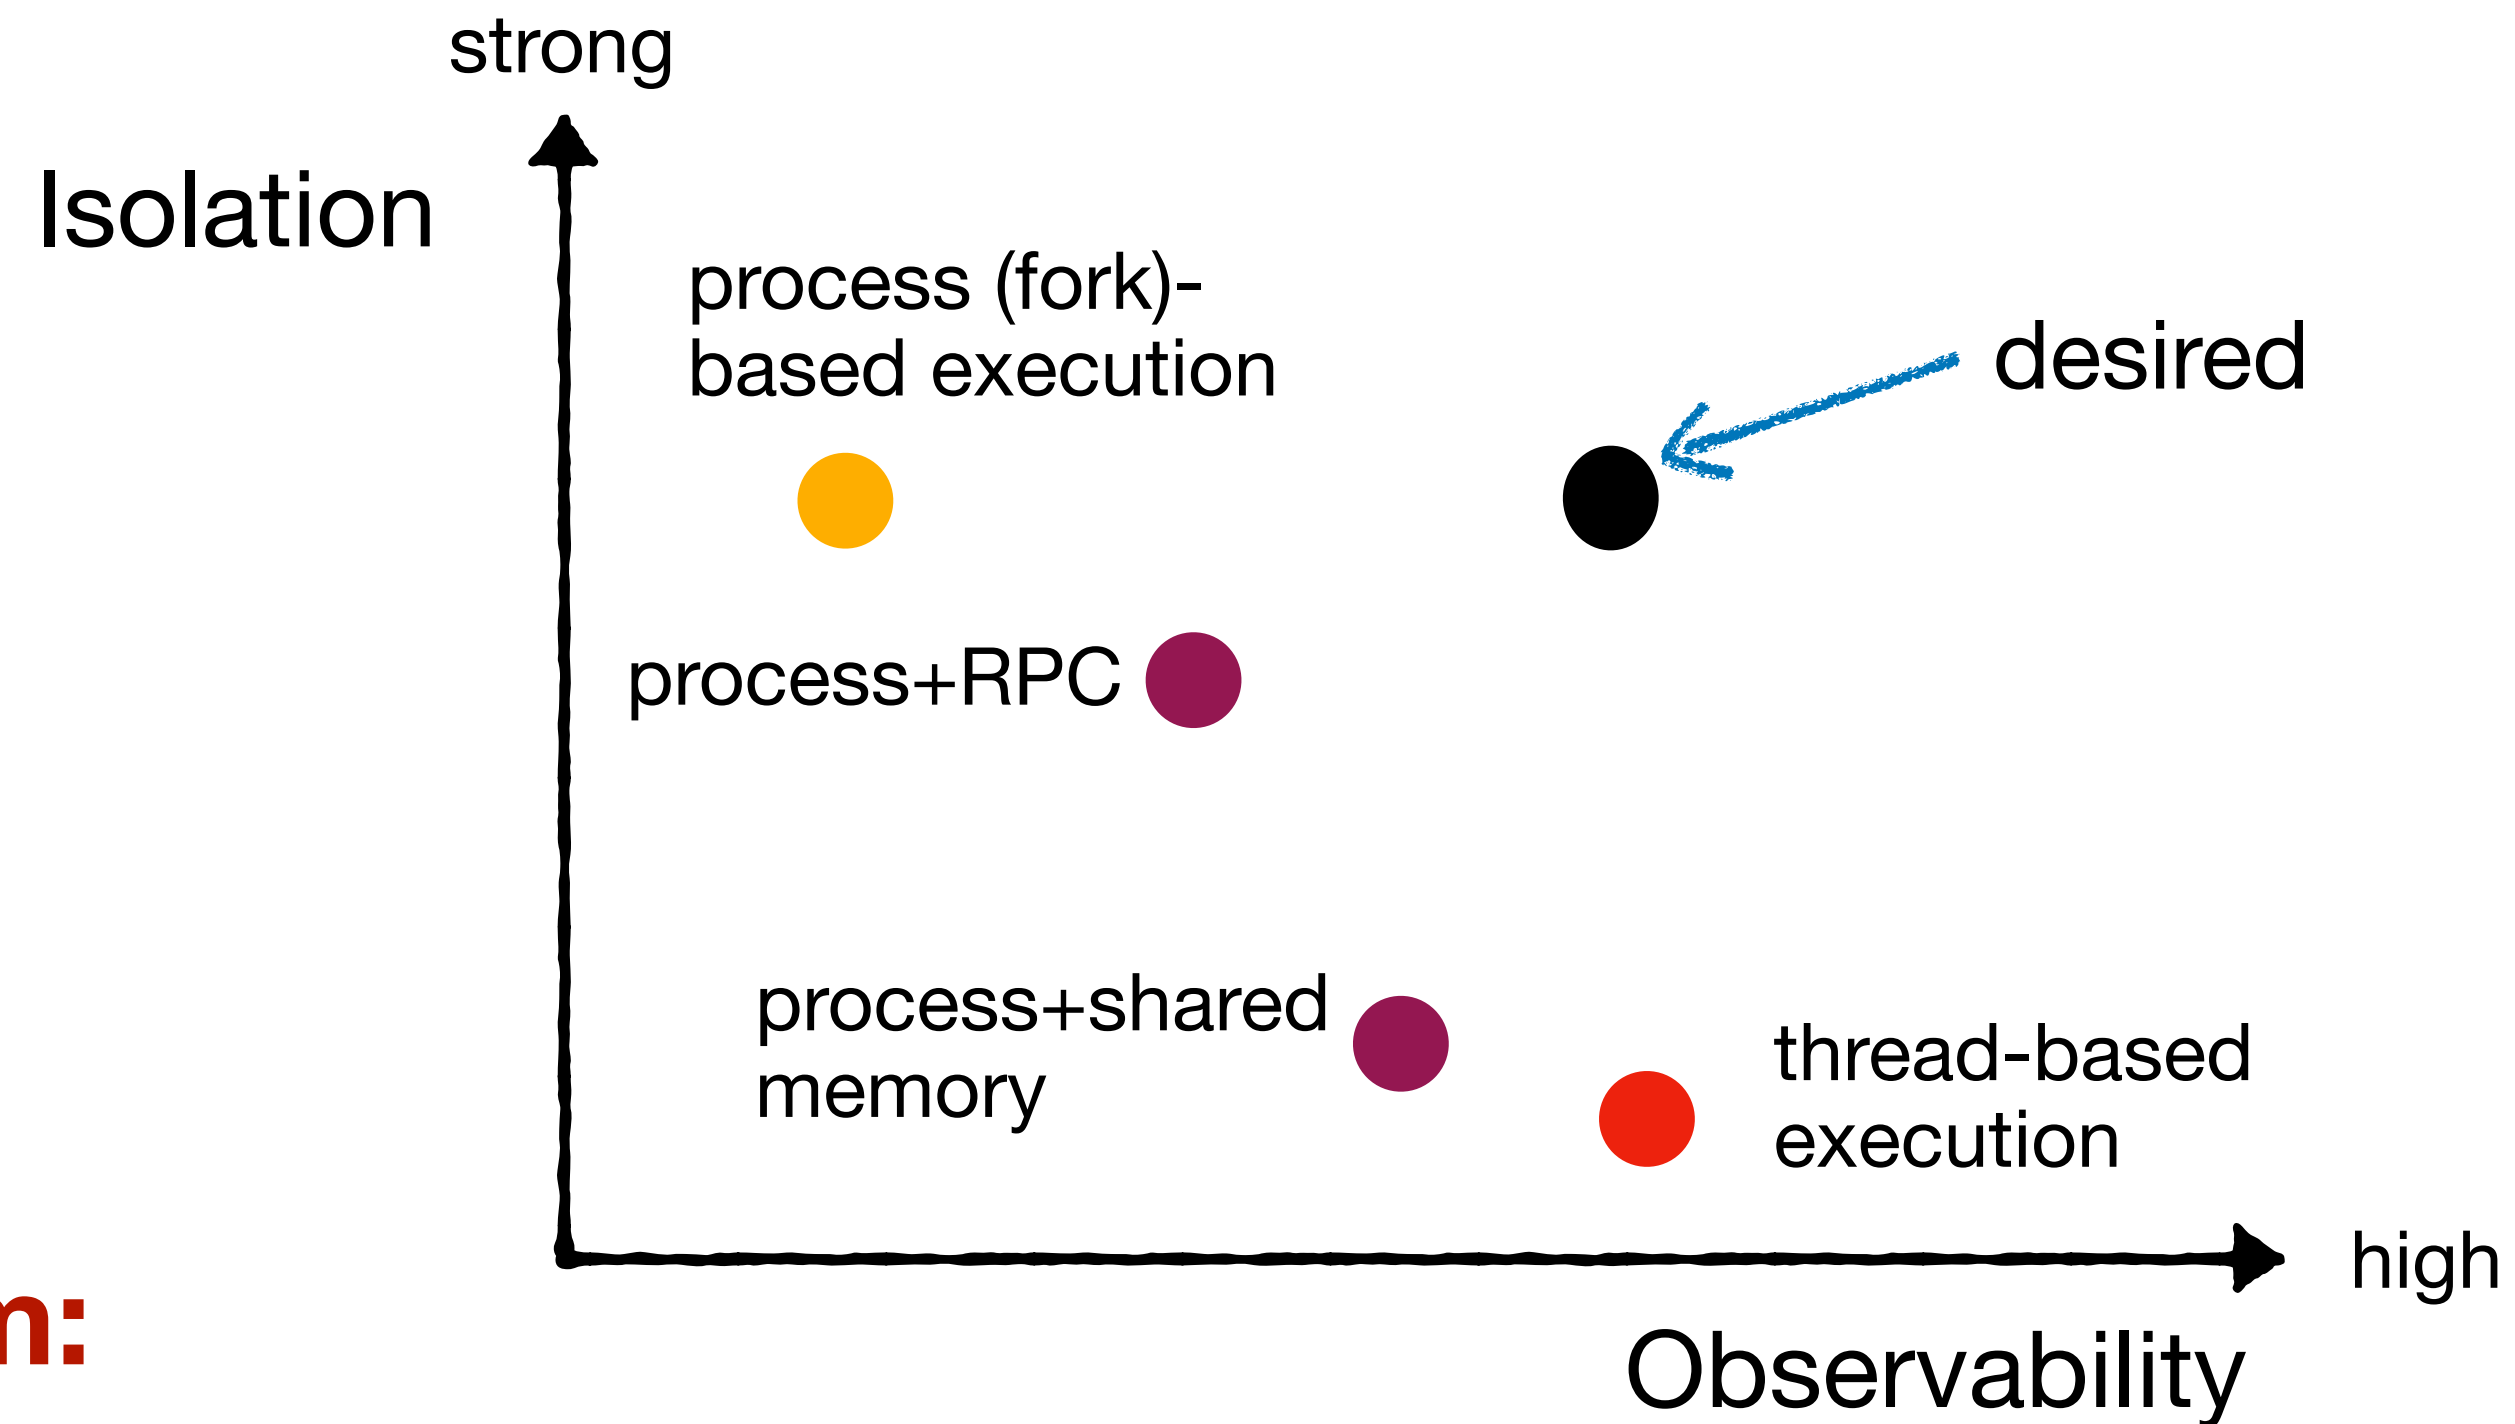 strong
Isolation
process (fork)-
based execution
desired
process+RPC
process+shared
memory
thread-based
execution
high
Observability